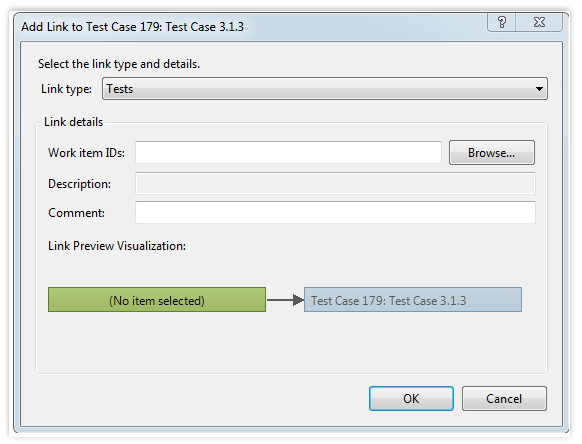 Add Link to Test Case 179: Test Case 3.1.3
?
Select the link type and details.
Link type: Tests
Link details
Work item IDs: Browse...
Description:
Comment:
Link Preview Visualization:
(No item selected) Test Case 179: Test Case 3.1.3
OK Cancel